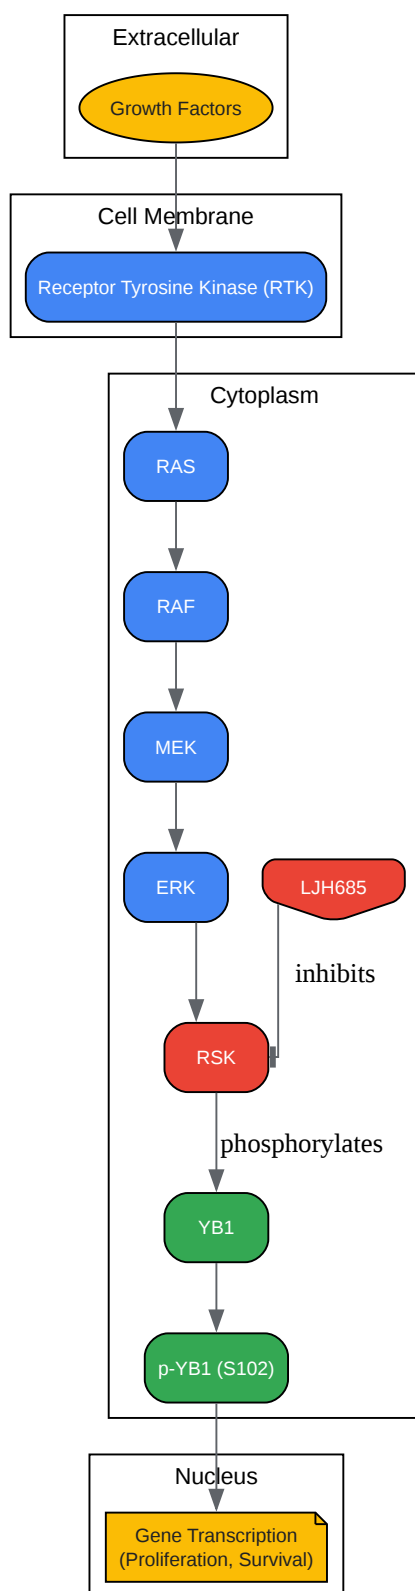 Extracellular
Growth Factors
Cell Membrane
Receptor Tyrosine Kinase (RTK)
Cytoplasm
RAS
RAF
MEK
ERK
LJH685
inhibits
RSK
phosphorylates
YB1
p-YB1 (S102)
Nucleus
Gene Transcription
(Proliferation, Survival)